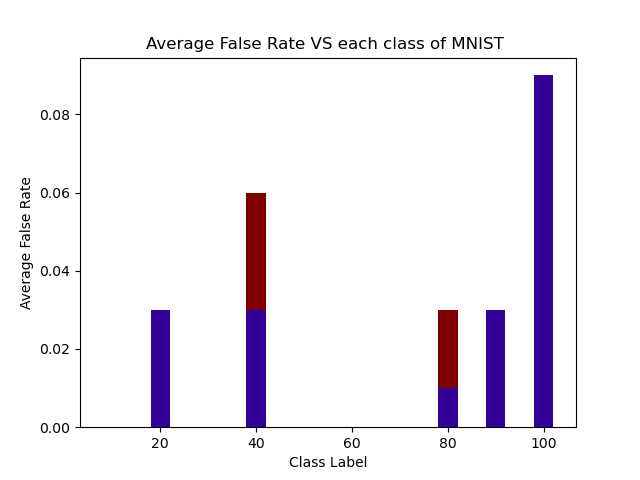 Average False Rate VS each class of MNIST
0.08
0.06
0.04
0.02
0.00
Average False Rate
20 40 60 80 100
Class Label